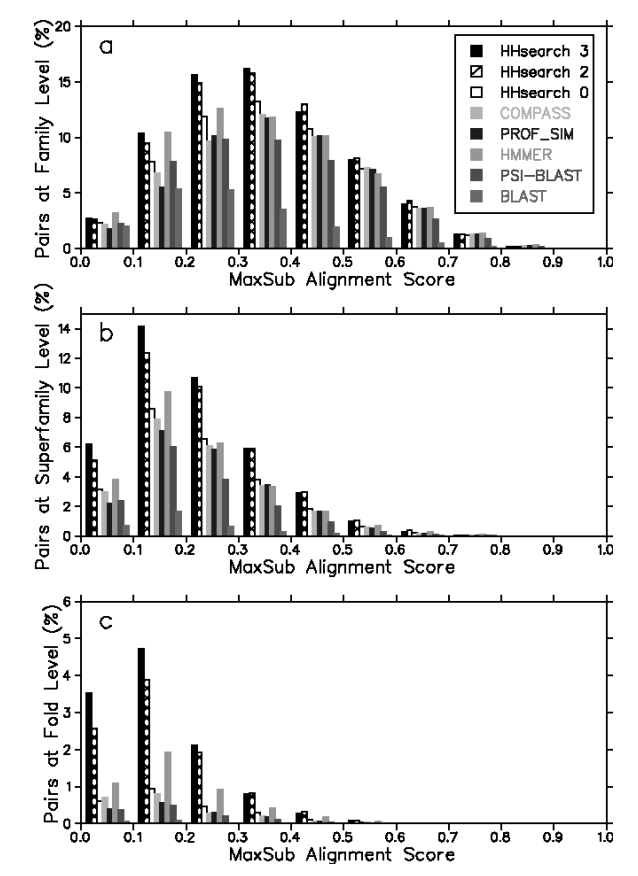 20
15
10
5
0
Pairs at Family Level (%)
a
HHsearch 3
HHsearch 2
HHsearch 0
COMPASS
PROF_SIM
HMMER
PSI-BLAST
BLAST
0.0 0.1 0.2 0.3 0.4 0.5 0.6 0.7 0.8 0.9 1.0
MaxSub Alignment Score
14
12
10
8
6
4
2
0
Pairs at Superfamily Level (%)
b
0.0 0.1 0.2 0.3 0.4 0.5 0.6 0.7 0.8 0.9 1.0
MaxSub Alignment Score
6
5
4
3
2
1
0
Pairs at Fold Level (%)
c
0.0 0.1 0.2 0.3 0.4 0.5 0.6 0.7 0.8 0.9 1.0
MaxSub Alignment Score